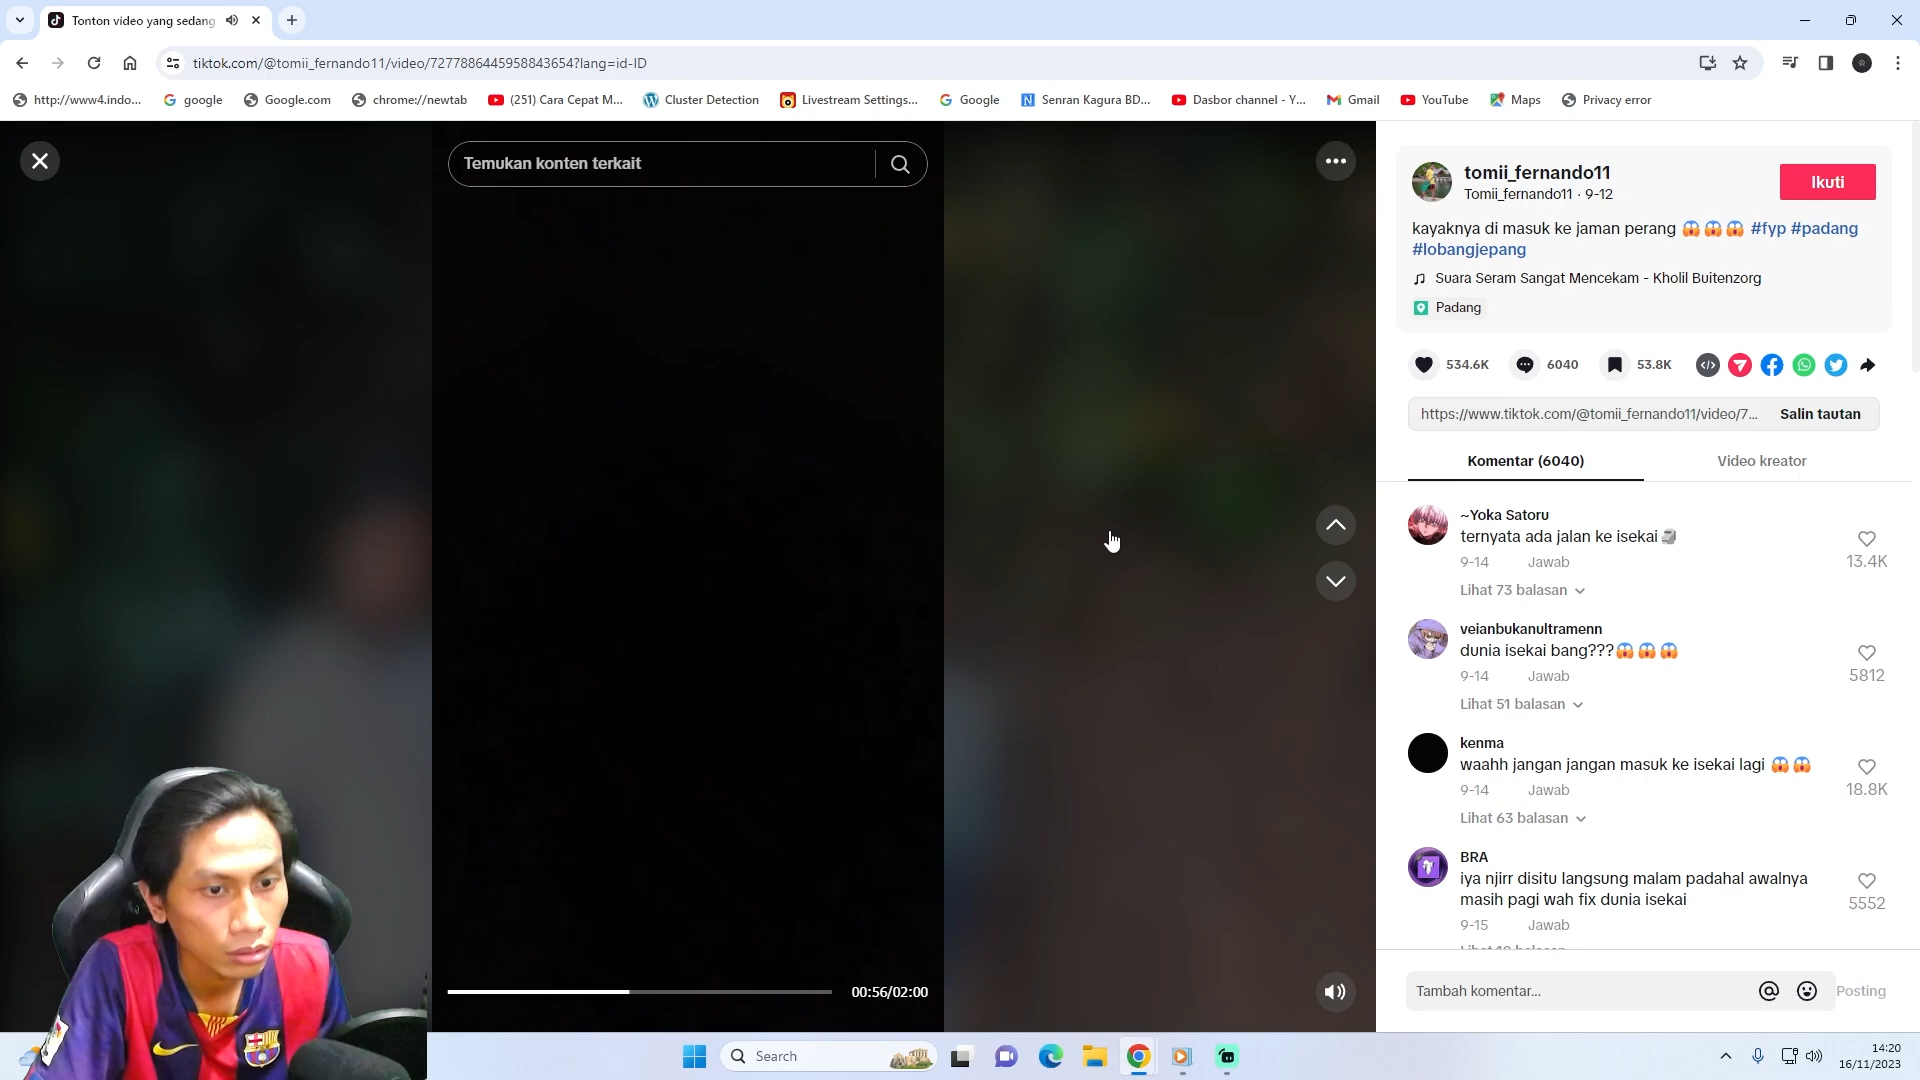 Tonton video yang sedang
tiktok.com/@tomii_fernando11/video/7277886445958843654?lang=id-ID
http://www4.indo...
google
Google.com
chrome://newtab
(251) Cara Cepat M...
Cluster Detection
Livestream Settings...
Google
Senran Kagura BD...
Dasbor channel - Y...
Gmail
YouTube
Maps
Privacy error
Temukan konten terkait
00:56/02:00
tomii_fernando11
Tomii_fernando11 · 9-12
Ikuti
kayaknya di masuk ke jaman perang 😱😱😱 #fyp #padang
#lobangjepang
Suara Seram Sangat Mencekam - Kholil Buitenzorg
Padang
534.6K
6040
53.8K
https://www.tiktok.com/@tomii_fernando11/video/7...
Salin tautan
Komentar (6040)
Video kreator
~Yoka Satoru
ternyata ada jalan ke isekai🗿
9-14 Jawab
13.4K
Lihat 73 balasan
veianbukanultramenn
dunia isekai bang???😱😱😱
9-14 Jawab
5812
Lihat 51 balasan
kenma
waahh jangan jangan masuk ke isekai lagi 😱😱
9-14 Jawab
18.8K
Lihat 63 balasan
BRA
iya njirr disitu langsung malam padahal awalnya
masih pagi wah fix dunia isekai
9-15 Jawab
5552
Tambah komentar...
Posting
Search
14:20
16/11/2023